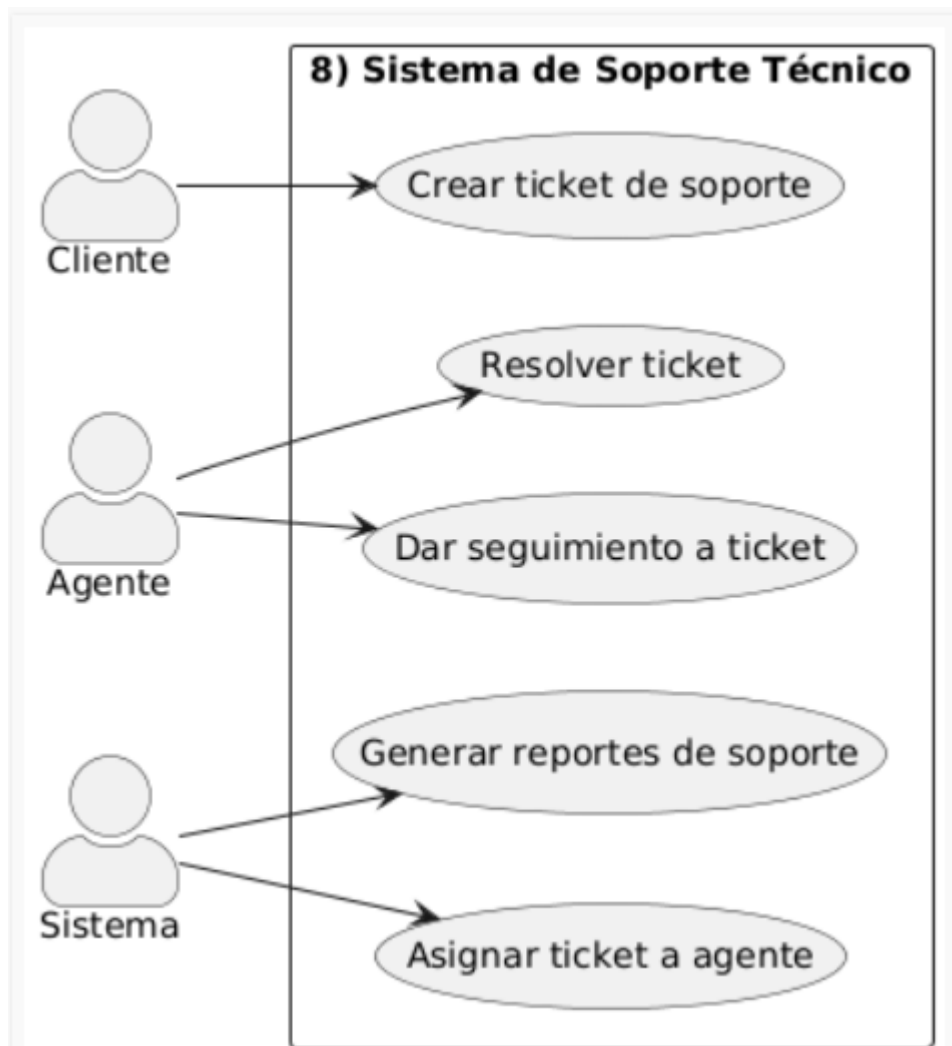 8) Sistema de Soporte Técnico
Crear ticket de soporte
Cliente
Resolver ticket
Dar seguimiento a ticket
Agente
Generar reportes de soporte
Sistema
Asignar ticket a agente